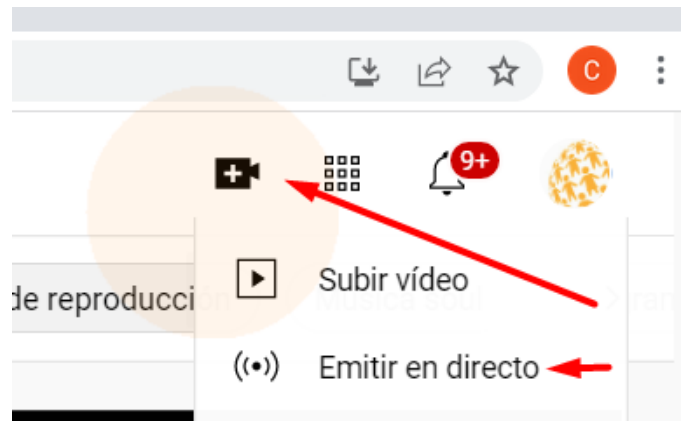 C
9+
Subir vídeo
de reproducción
Música soul
Emitir en directo